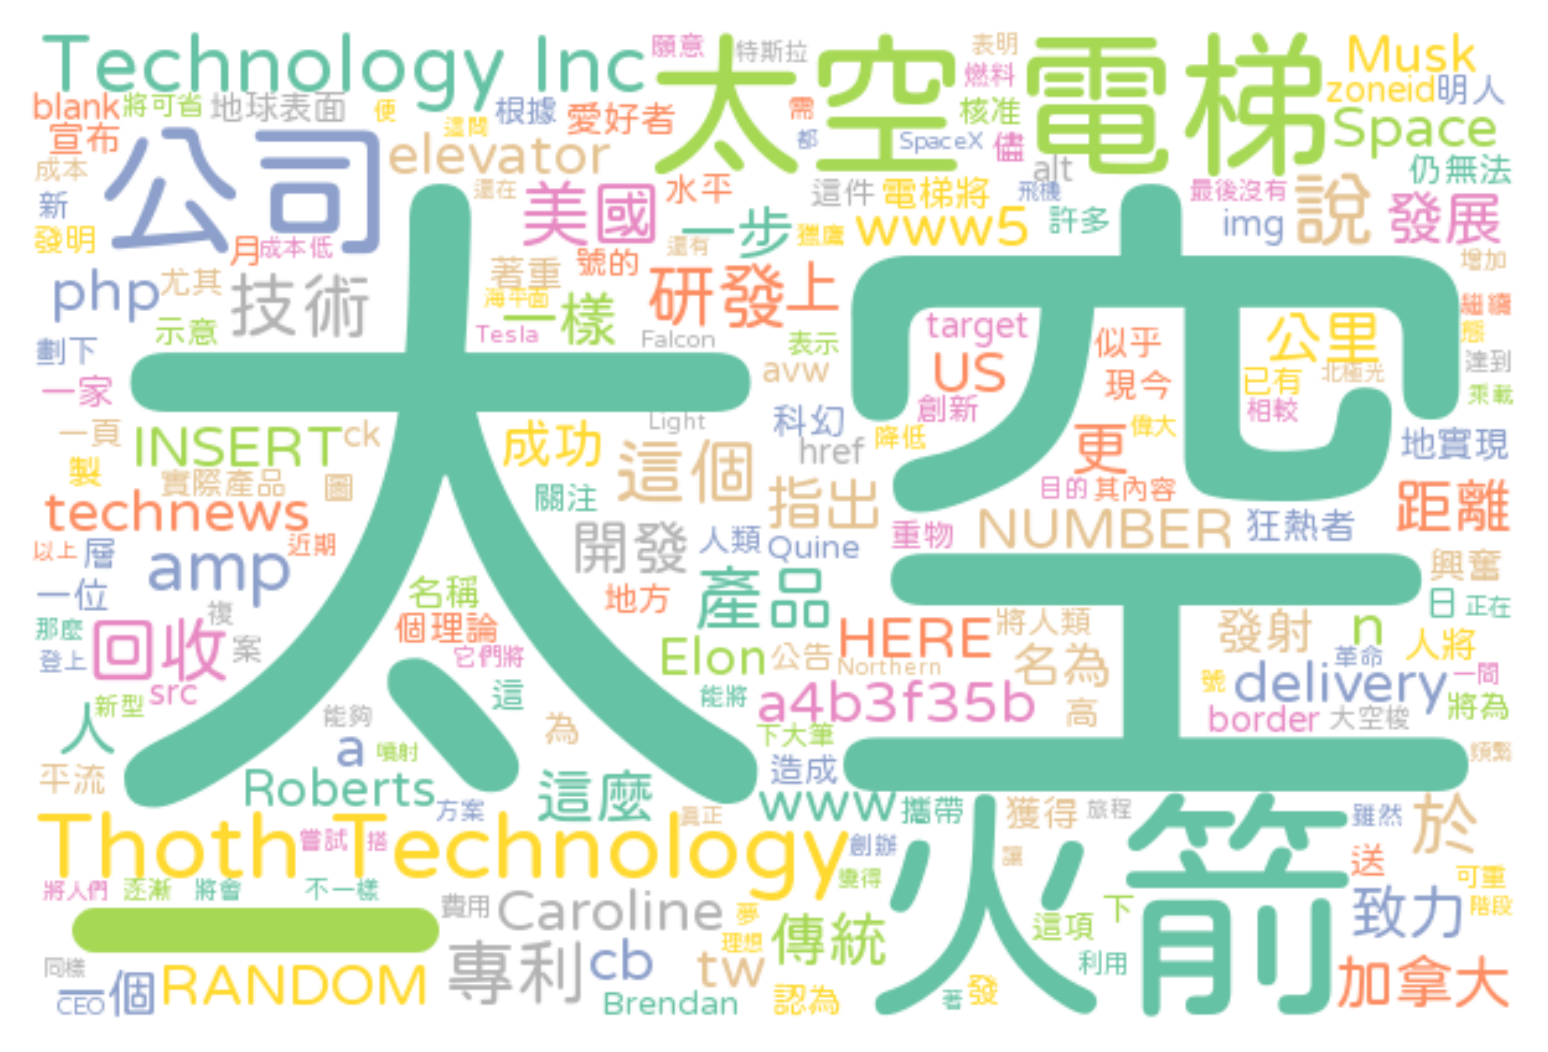 Technology Inc 願意 特斯拉 太空電梯 表明 Musk
blank 將可省 地球表面 便 根據 愛好者 需 燃料 zoneid 明人
宣布 公司 這問 elevator 都 SpaceX 儘 核准 Space
成本 還在 美國 水平 這件 電梯將 alt 飛機 最後沒有 說 仍無法
新 一步 獵鷹 www5 許多 img 發展
發明 月 成本低 還有 增加
php 尤其 技術 著重 號的 研發 上 太空
海平面 一樣 target 似乎 公里 繼續
示意 Tesla Falcon 表示 態
劃下 US 已有 北極光 達到
一家 avw 現今 乘載
Light 科幻 創新 相較
一頁 INSERT ck 成功 這個 href 降低 更 偉大 地實現
製 實際產品 圖 關注 指出 目的 其內容 距離
technews 開發 人類 Quine 重物 NUMBER 狂熱者
以上 層 amp 近期 產品 興奮
一位 名稱 地方 日 正在
那麼 回收 複 個理論 Elon 公告 HERE 將人類 發射 n 人將
登上 案 它們將 Northern 名為 革命 一間
src 這 能將 a4b3f35b 號 delivery
人 新型 能夠 為 下大筆 高 border 太空梭 將為
a 噴射 頻繁
平流 Roberts 方案 這麼 造成
真正 www 攜帶 獲得 旅程 雖然 於
Thoth Technology 嘗試 搭 創辦 讓 火箭 送
將人們 逐漸 將會 不一樣 變得 可重
一 費用 Caroline 夢 傳統 下 致力 階段
理想 這項
同樣 專利 cb tw 利用
CEO 一個 RANDOM Brendan 認為 著 發 加拿大